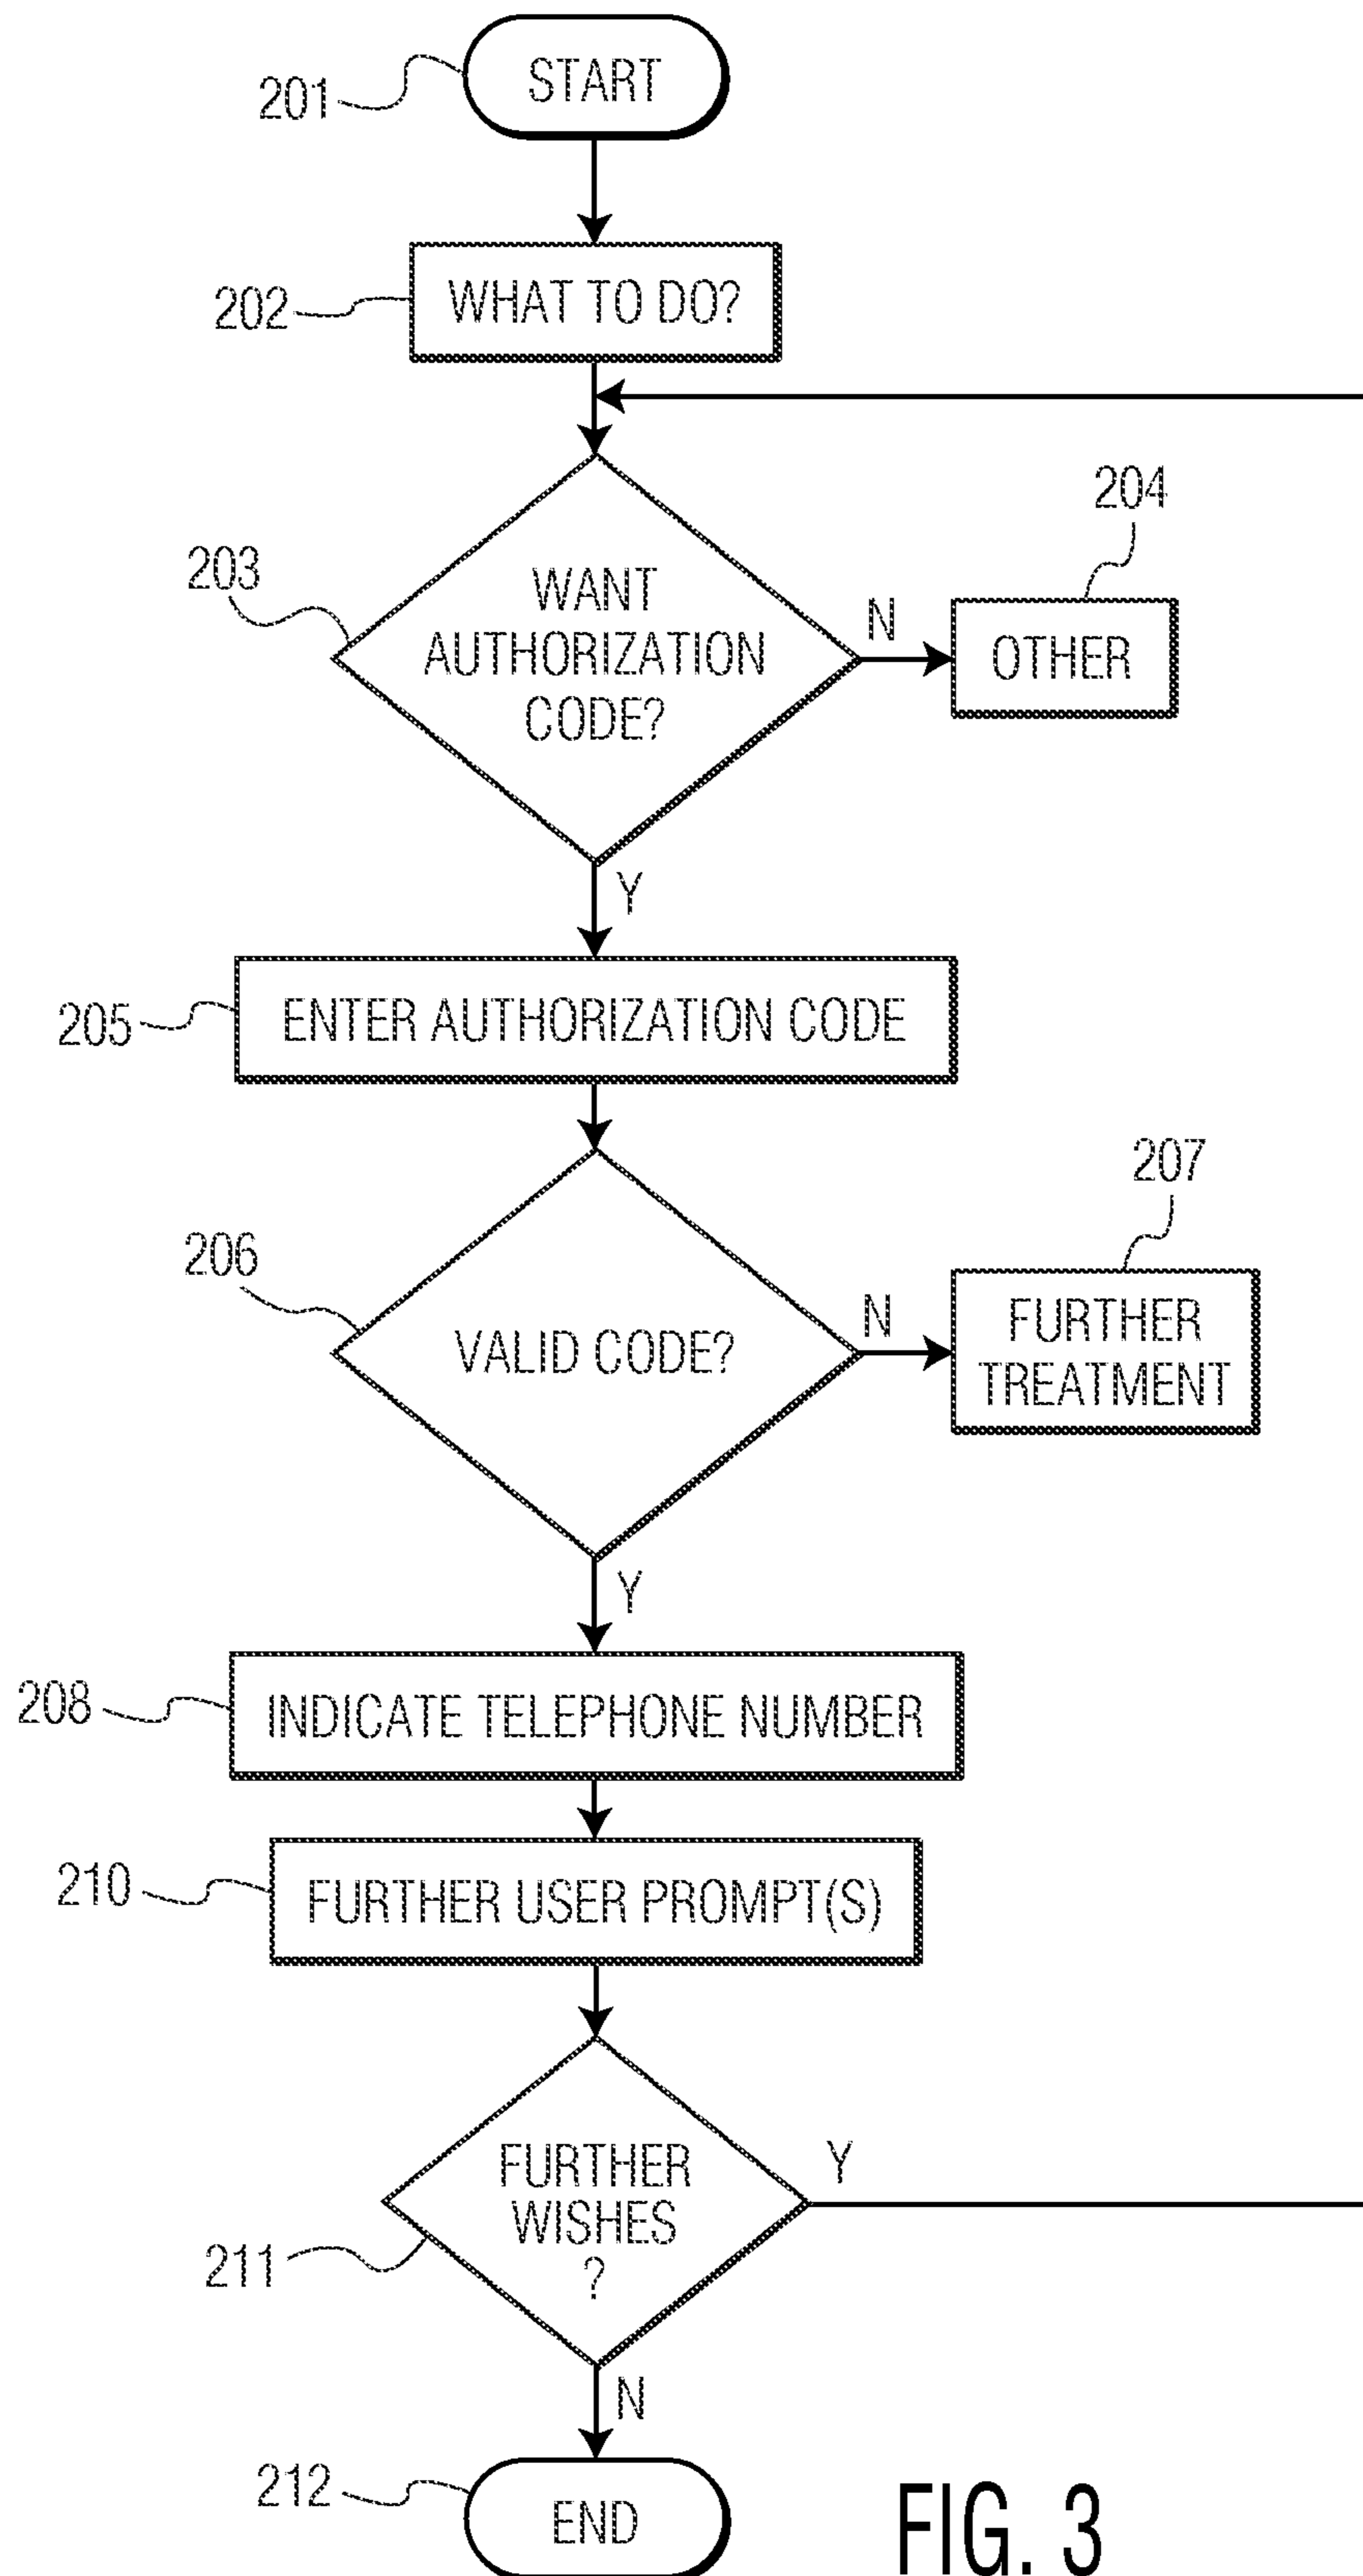 201
START
202
WHAT TO DO?
203
WANT
AUTHORIZATION
CODE?
N
204
OTHER
Y
205
ENTER AUTHORIZATION CODE
206
VALID CODE?
N
207
FURTHER
TREATMENT
Y
208
INDICATE TELEPHONE NUMBER
210
FURTHER USER PROMPT(S)
211
FURTHER
WISHES
?
Y
N
212
END
FIG. 3